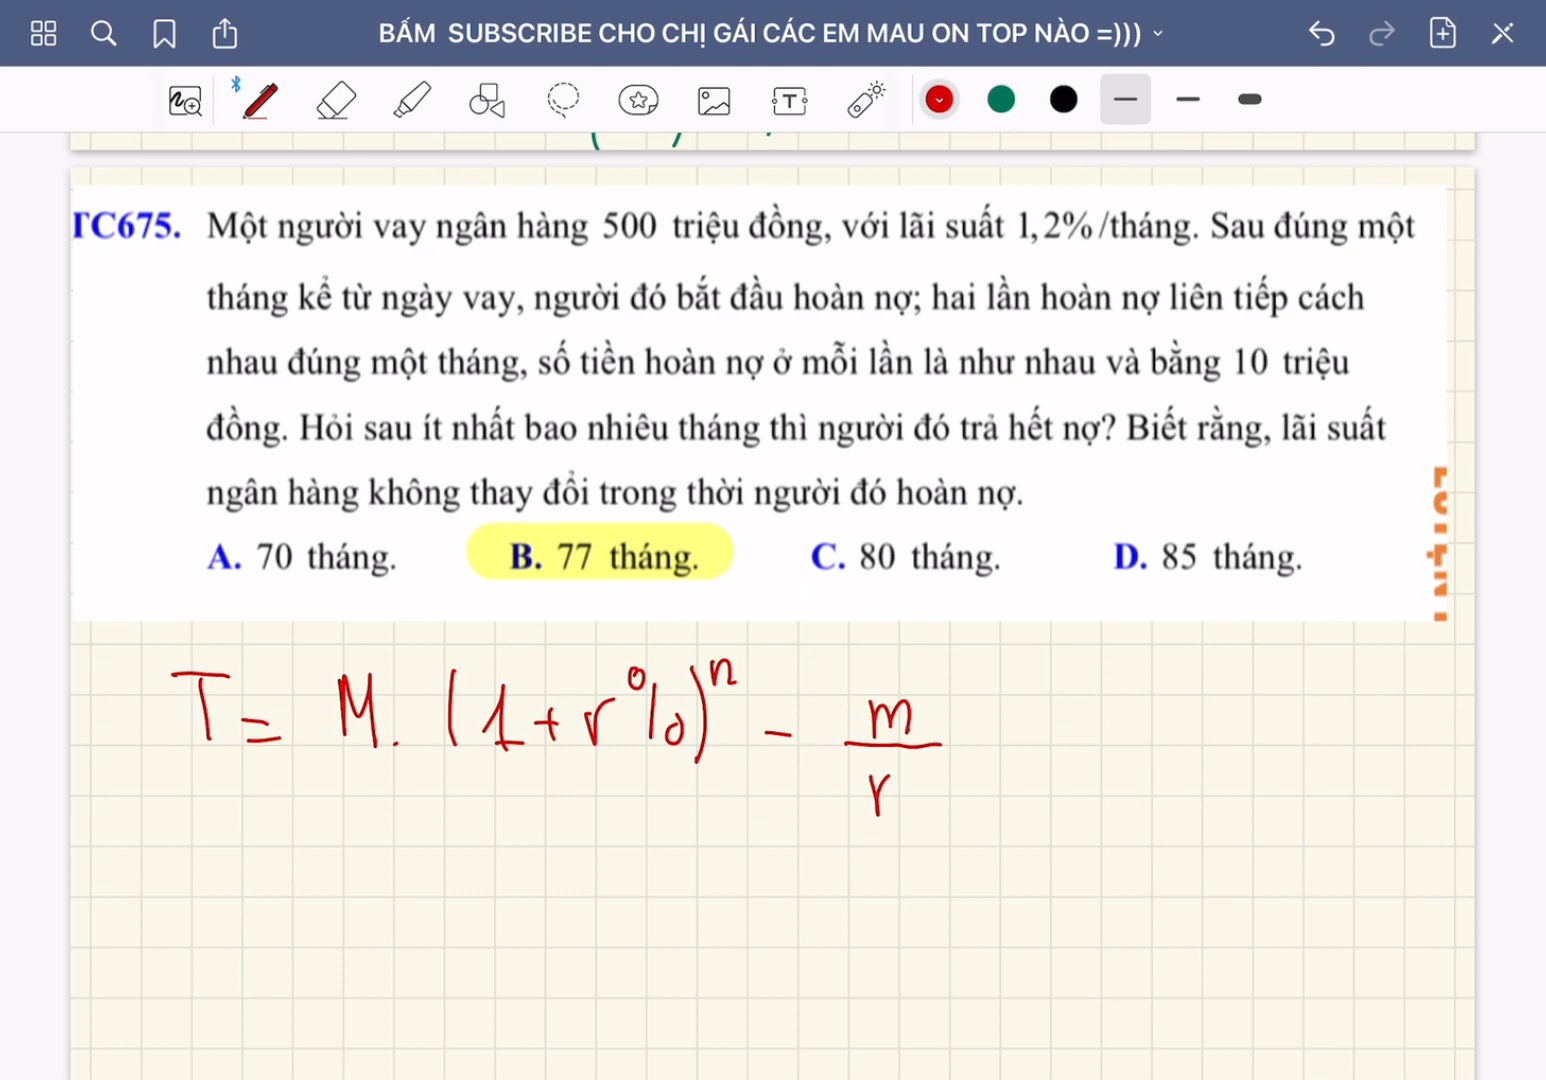 BẤM SUBSCRIBE CHO CHỊ GÁI CÁC EM MAU ON TOP NÀO =)))
TC675. Một người vay ngân hàng 500 triệu đồng, với lãi suất 1,2%/tháng. Sau đúng một
tháng kể từ ngày vay, người đó bắt đầu hoàn nợ; hai lần hoàn nợ liên tiếp cách
nhau đúng một tháng, số tiền hoàn nợ ở mỗi lần là như nhau và bằng 10 triệu
đồng. Hỏi sau ít nhất bao nhiêu tháng thì người đó trả hết nợ? Biết rằng, lãi suất
ngân hàng không thay đổi trong thời người đó hoàn nợ.
A. 70 tháng. B. 77 tháng. C. 80 tháng. D. 85 tháng.
T = M. (1 + r%)^n - m/r